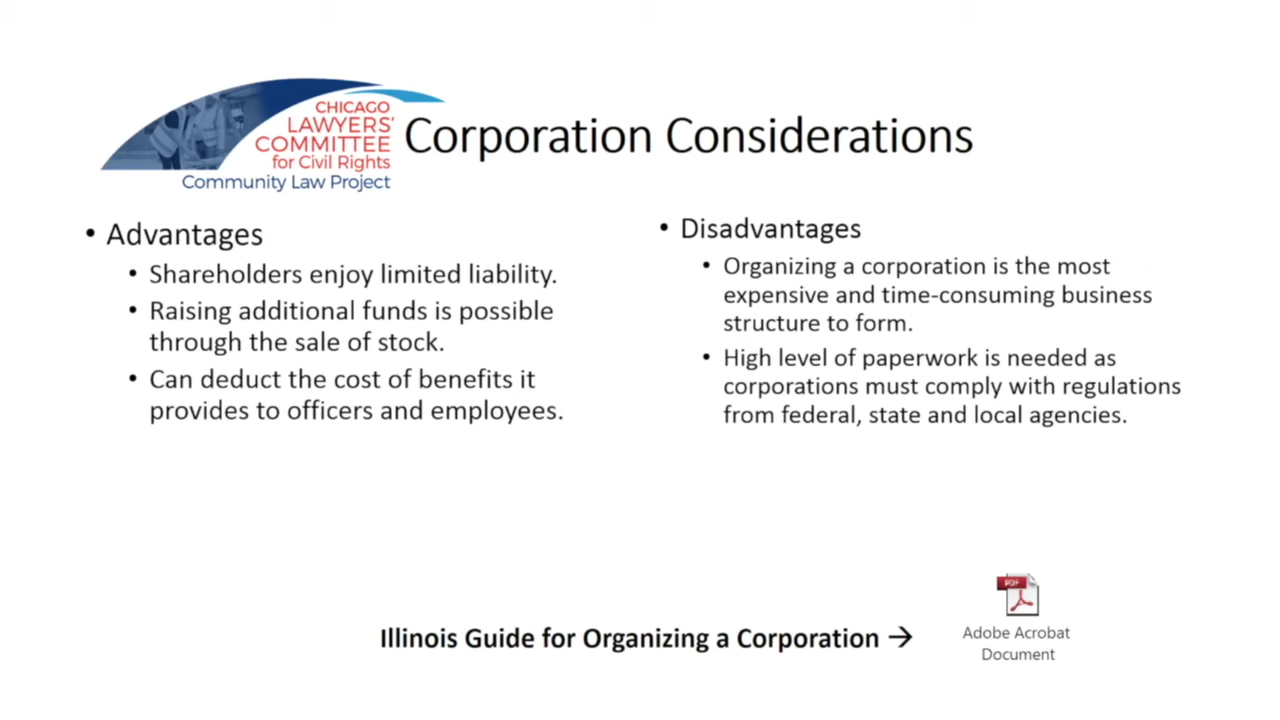 CHICAGO
LAWYERS'
COMMITTEE
for Civil Rights
Community Law Project
Corporation Considerations
• Advantages
• Shareholders enjoy limited liability.
• Raising additional funds is possible
through the sale of stock.
• Can deduct the cost of benefits it
provides to officers and employees.
• Disadvantages
• Organizing a corporation is the most
expensive and time-consuming business
structure to form.
• High level of paperwork is needed as
corporations must comply with regulations
from federal, state and local agencies.
Illinois Guide for Organizing a Corporation →
PDF
Adobe Acrobat
Document